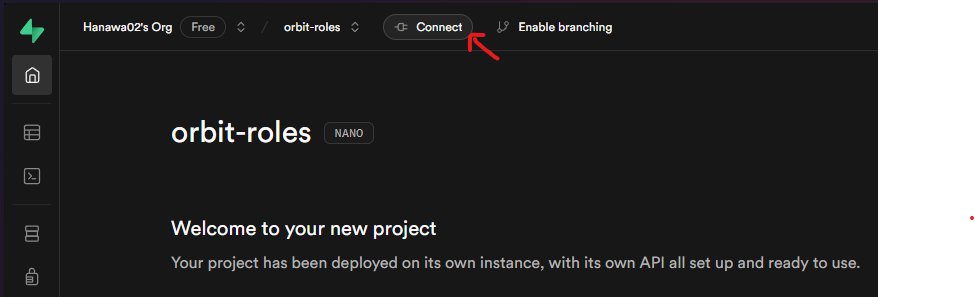 Hanawa02's Org Free / orbit-roles Connect Enable branching
orbit-roles NANO
Welcome to your new project
Your project has been deployed on its own instance, with its own API all set up and ready to use.